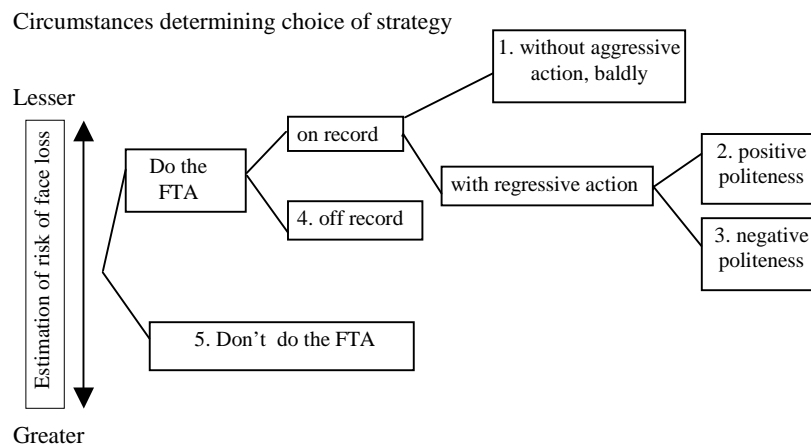 Circumstances determining choice of strategy
Lesser
Estimation of risk of face loss
Greater
Do the
FTA
on record
4. off record
5. Don’t do the FTA
1. without aggressive
action, baldly
with regressive action
2. positive
politeness
3. negative
politeness